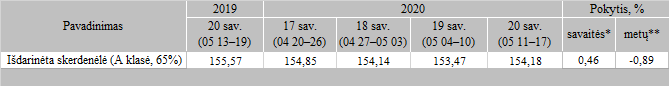 Pavadinimas 2019 2020 Pokytis, %
20 sav. (05 13–19) 17 sav. (04 20–26) 18 sav. (04 27–05 03) 19 sav. (05 04–10) 20 sav. (05 11–17) savaitės* metų**
Išdarinėta skerdenėlė (A klasė, 65%) 155,57 154,85 154,14 153,47 154,18 0,46 -0,89